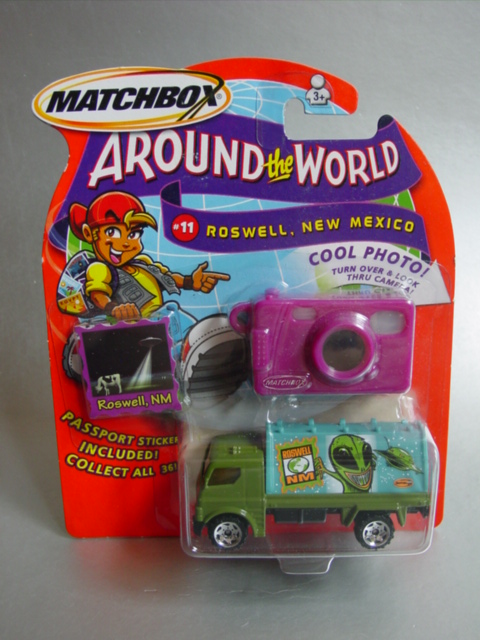 MATCHBOX
3+
AROUND the WORLD
#11 ROSWELL, NEW MEXICO
COOL PHOTO!
TURN OVER & LOOK
THRU CAMERA!
MATCHBOX
Roswell, NM
PASSPORT STICKER
INCLUDED!
COLLECT ALL 36!
ROSWELL
NM